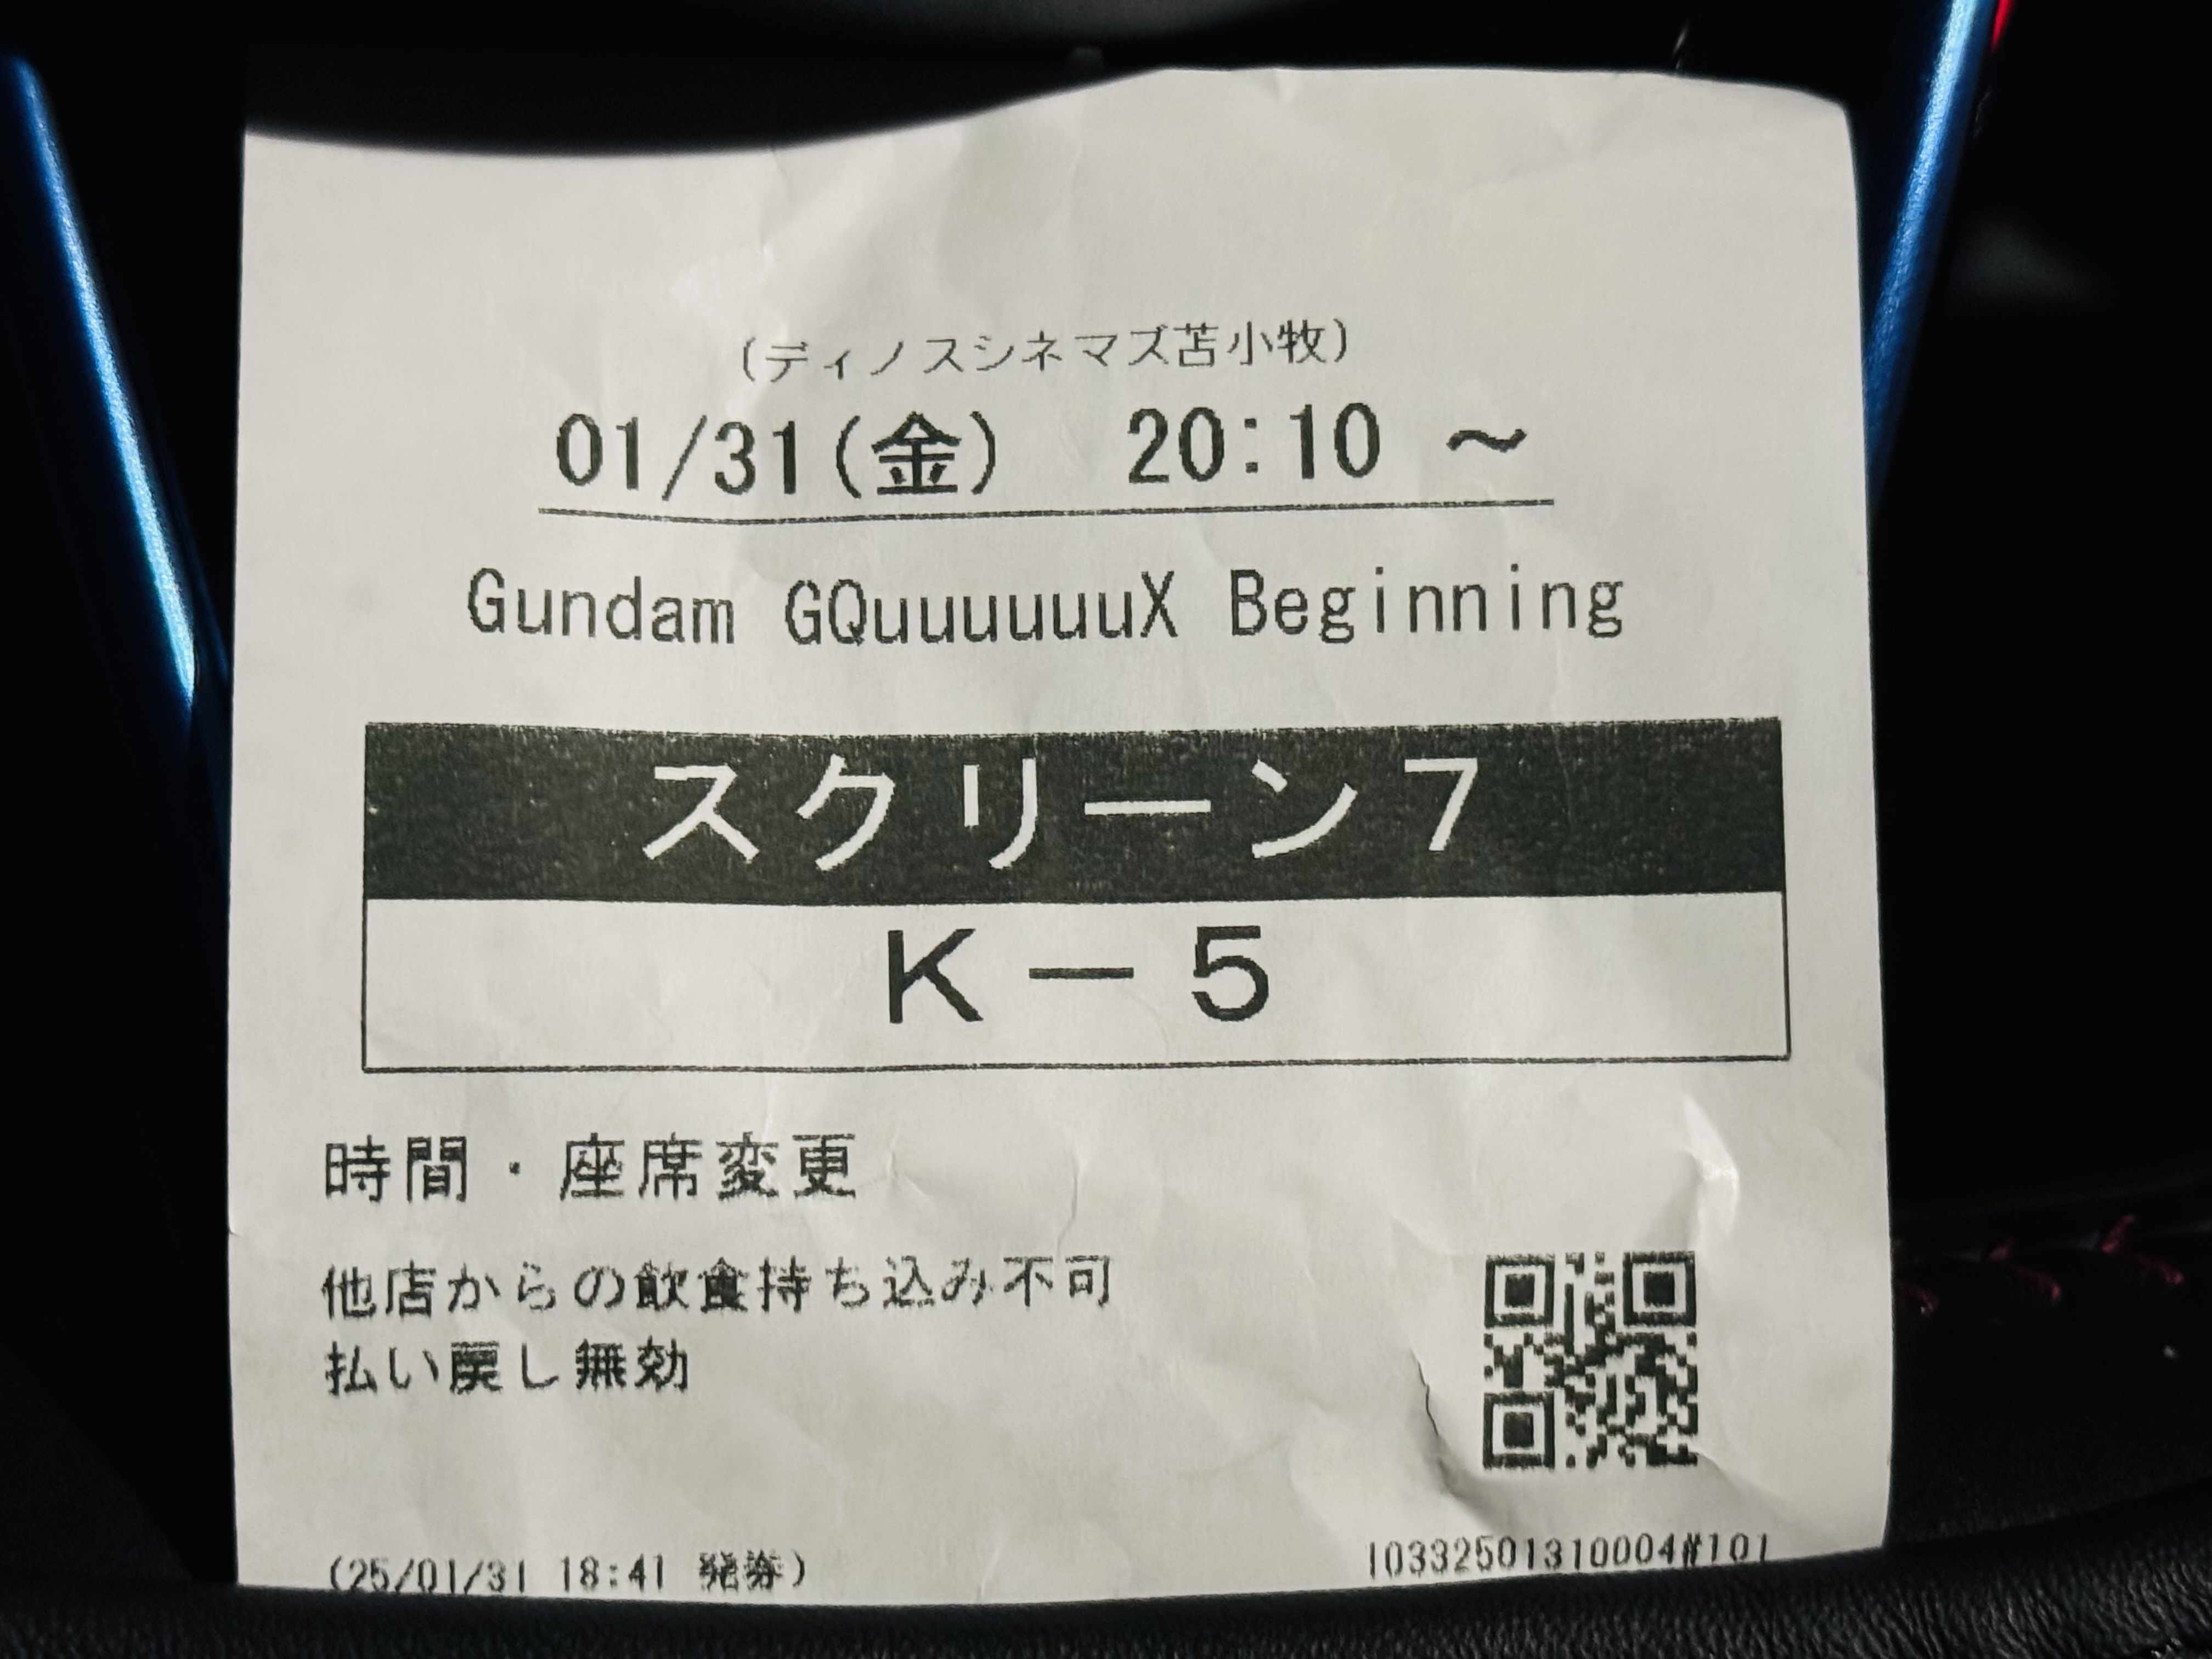 (ディノスシネマズ苫小牧)
01/31(金) 20:10 ~
Gundam GQuuuuuuX Beginning
スクリーン7
K-5
時間・座席変更
他店からの飲食持ち込み不可
払い戻し無効
(25/01/31 18:41 発券)
10332501310004#101